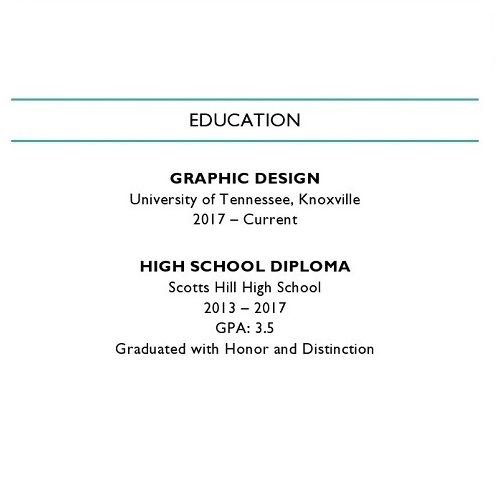 EDUCATION
GRAPHIC DESIGN
University of Tennessee, Knoxville
2017 – Current
HIGH SCHOOL DIPLOMA
Scotts Hill High School
2013 – 2017
GPA: 3.5
Graduated with Honor and Distinction